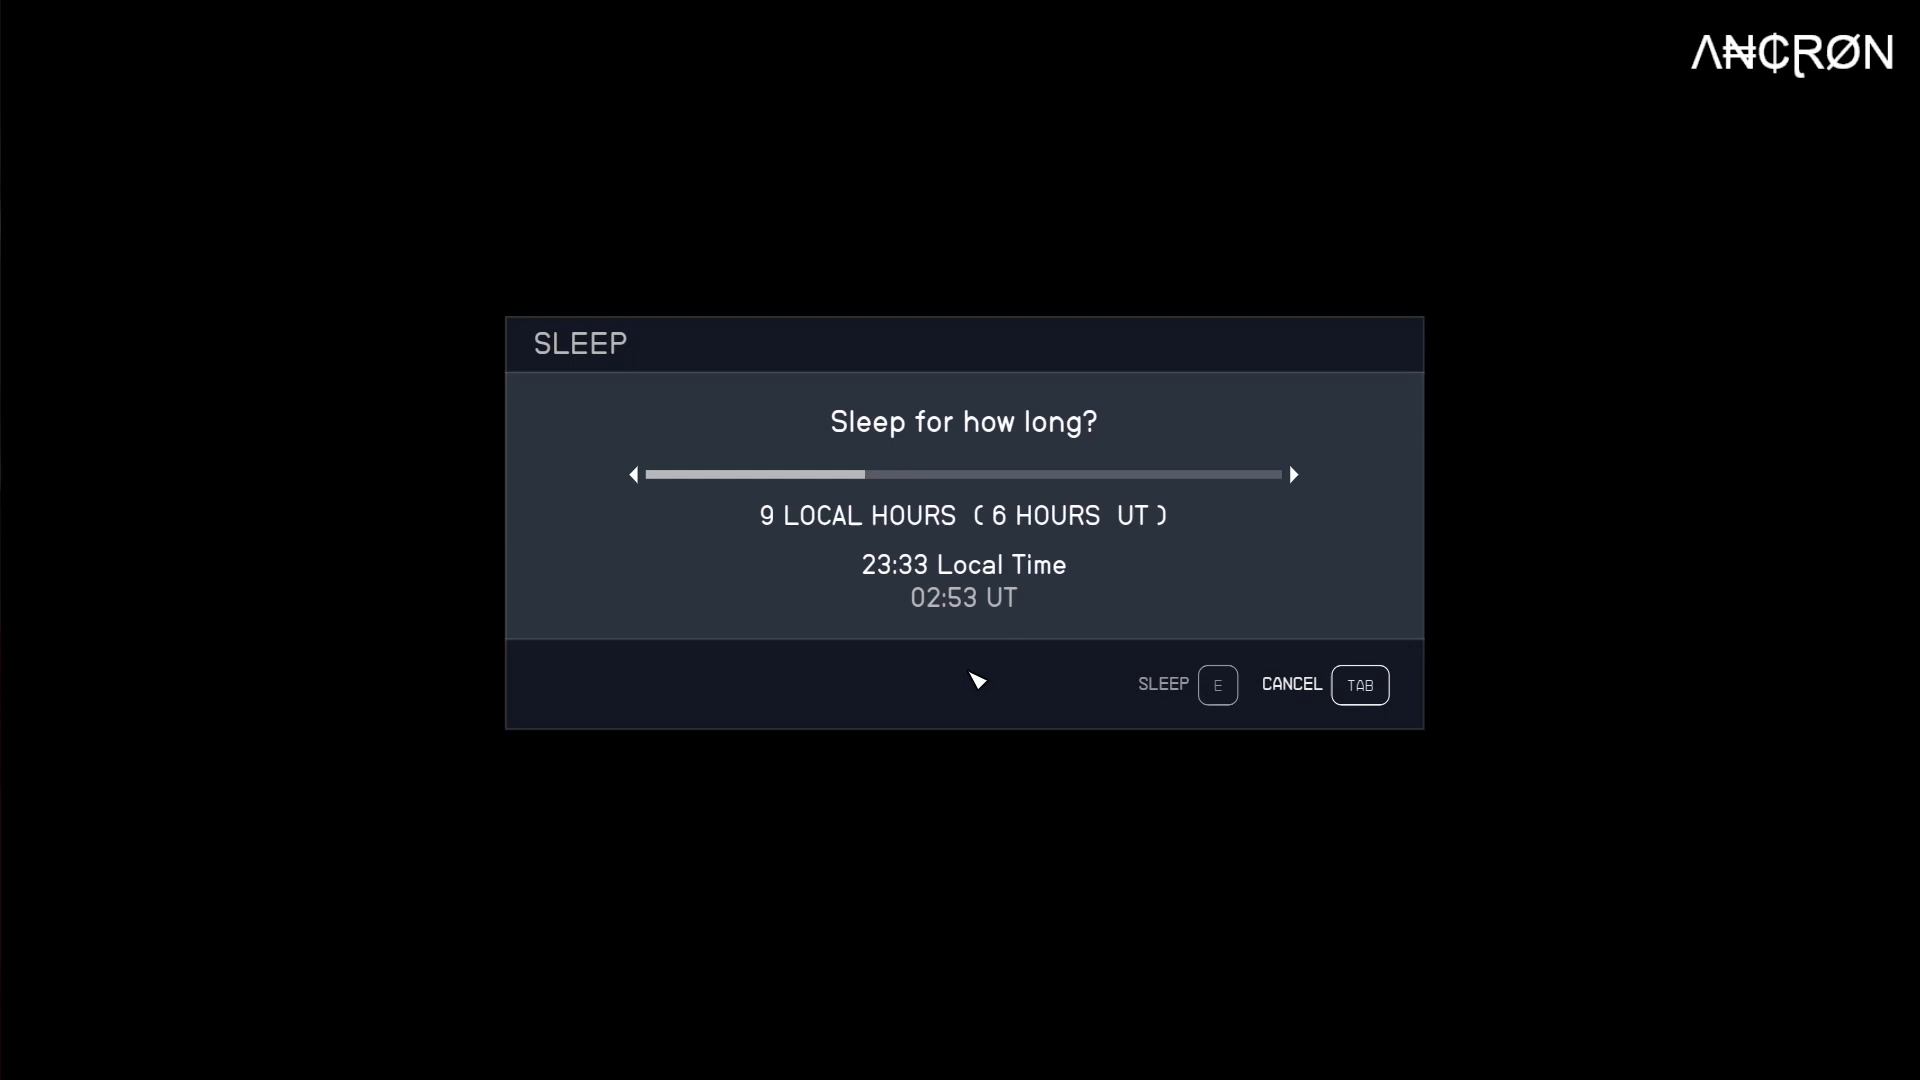 Λ₦₵ⱤØN
SLEEP
Sleep for how long?
9 LOCAL HOURS ( 6 HOURS UT )
23:33 Local Time
02:53 UT
SLEEP E CANCEL TAB